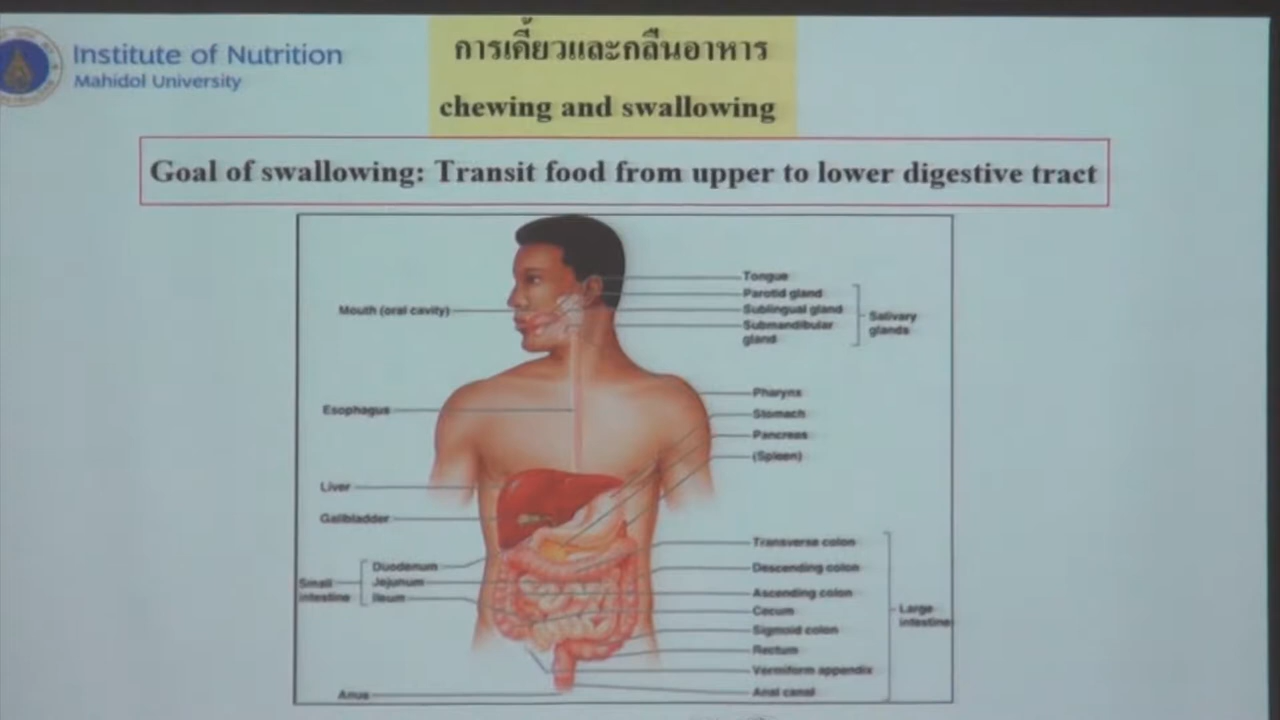 Institute of Nutrition
Mahidol University
การเคี้ยวและกลืนอาหาร
chewing and swallowing
Goal of swallowing: Transit food from upper to lower digestive tract
Tongue
Parotid gland
Sublingual gland
Submandibular
gland
Salivary
glands
Mouth (oral cavity)
Pharynx
Esophagus
Stomach
Pancreas
(Spleen)
Liver
Gallbladder
Transverse colon
Duodenum
Descending colon
Small
intestine
Jejunum
Ileum
Ascending colon
Cecum
Large
intestine
Sigmoid colon
Rectum
Vermiform appendix
Anus
Anal canal